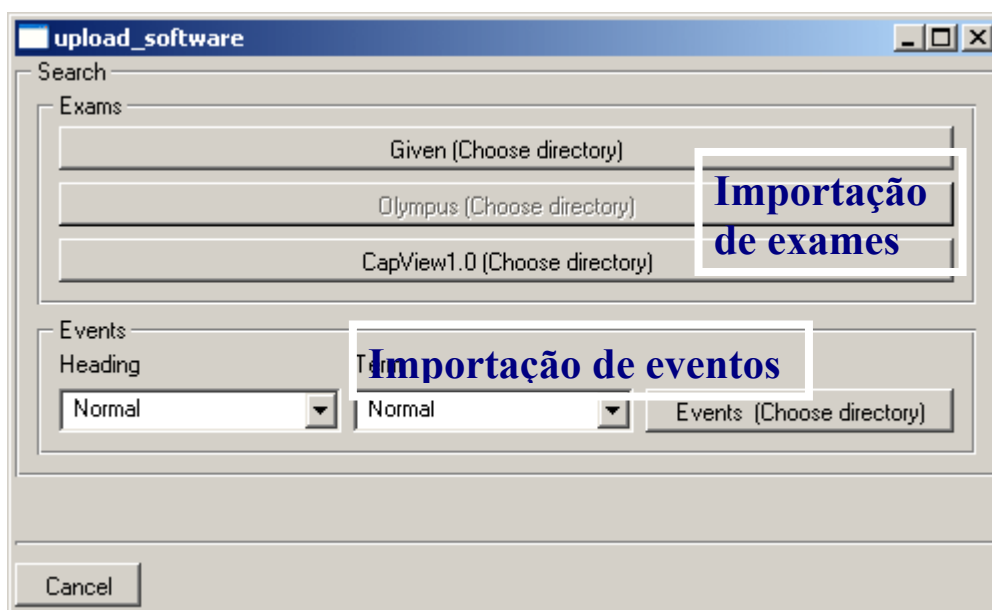 upload_software
Search
Exams
Given (Choose directory)
Olympus (Choose directory)
CapView1.0 (Choose directory)
Importação
de exames
Events
Importação de eventos
Heading
Normal
Normal
Events (Choose directory)
Cancel